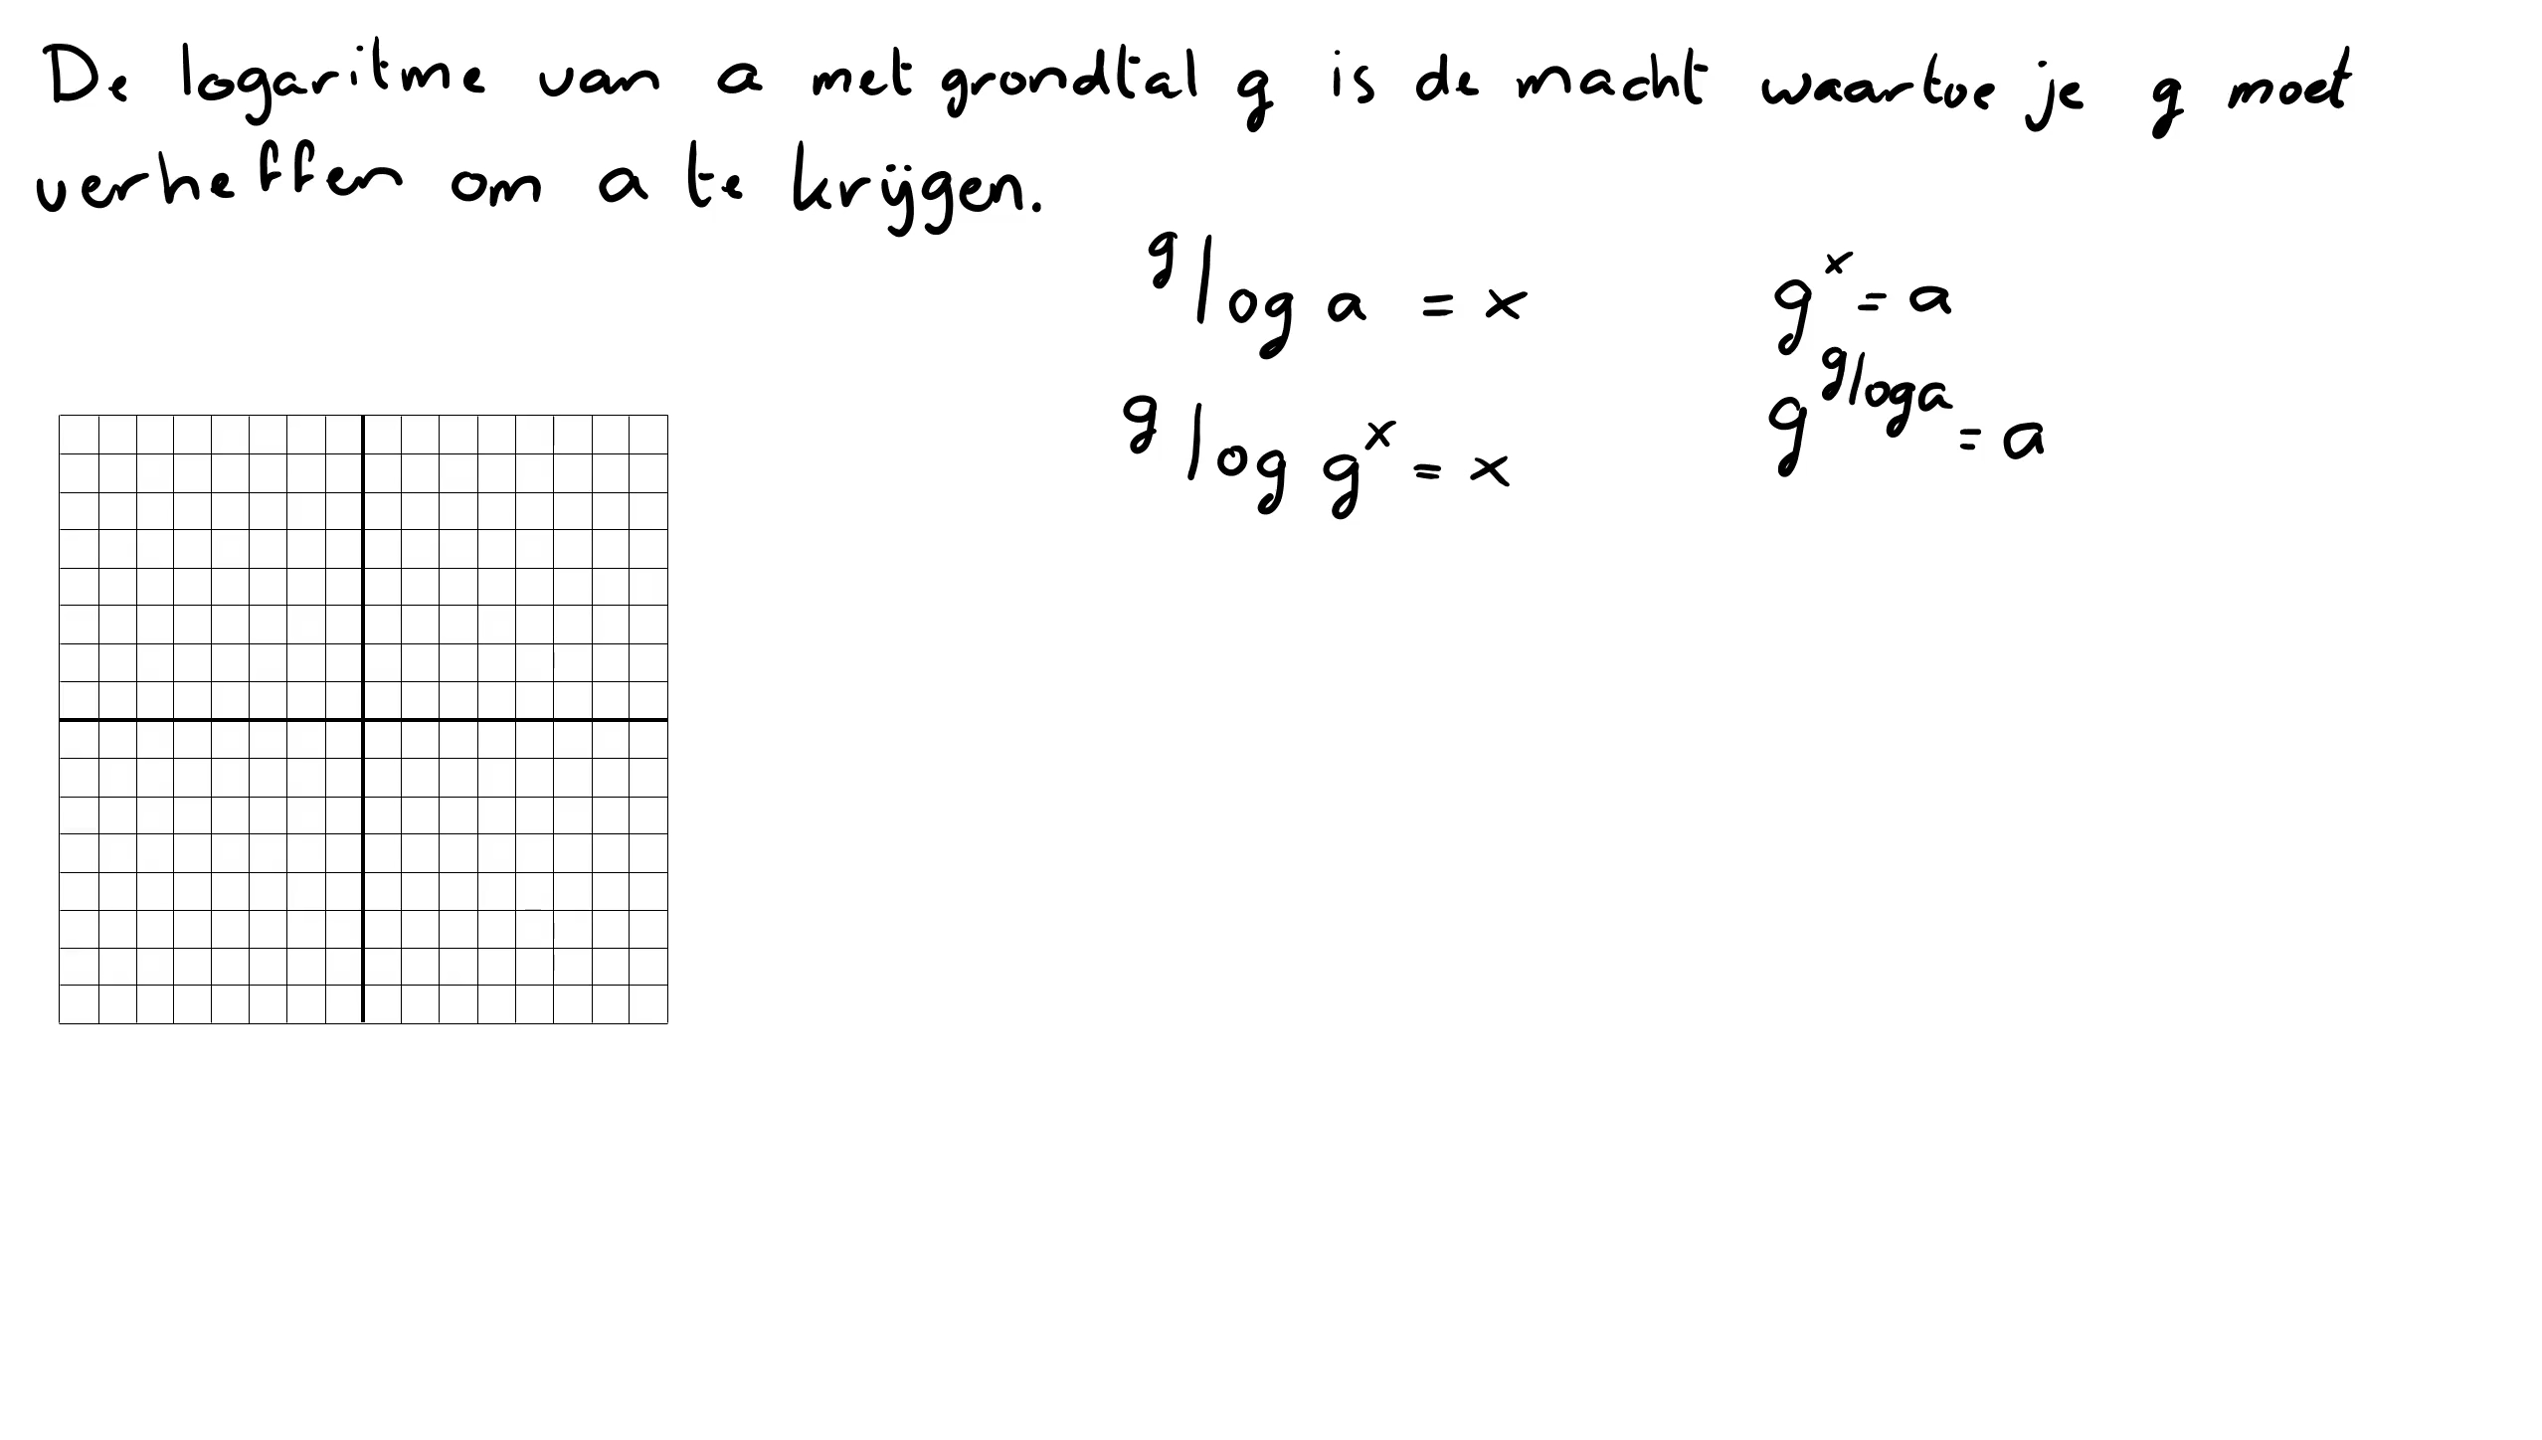 De logaritme van a met grondtal g is de macht waartoe je g moet
verheffen om a te krijgen.
ᵍlog a = x    gˣ = a
ᵍlog gˣ = x    g^(ᵍlog a) = a